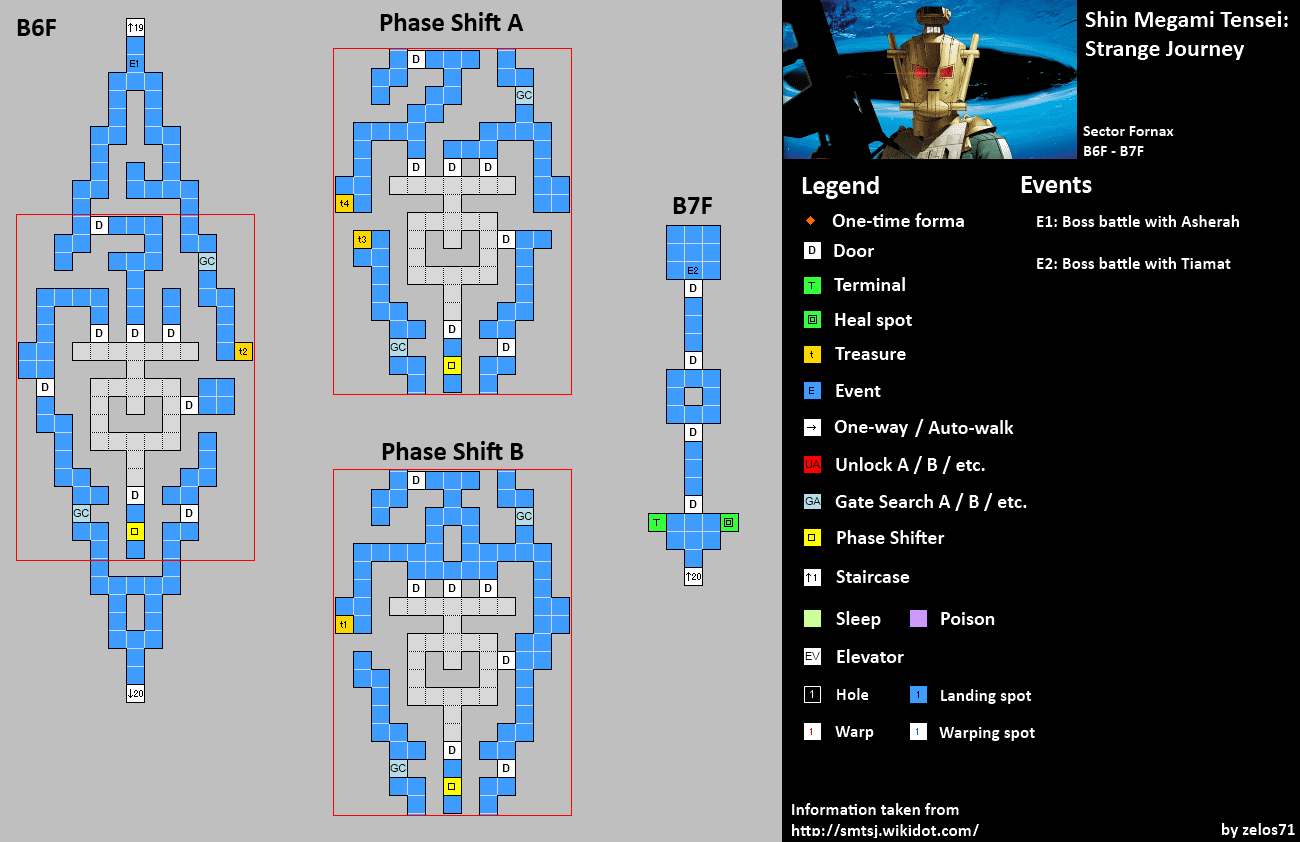 B6F
↑19
E1
D
GC
D
D
D
t2
D
D
D
GC
D
↓20
Phase Shift A
D
GC
D
D
D
t4
t3
D
D
GC
D
Phase Shift B
D
GC
D
D
D
t1
D
D
GC
D
B7F
E2
D
D
D
D
T
↑20
Shin Megami Tensei:
Strange Journey
Sector Fornax
B6F - B7F
Legend
One-time forma
D Door
T Terminal
Heal spot
t Treasure
E Event
→ One-way / Auto-walk
UA Unlock A / B / etc.
GA Gate Search A / B / etc.
Phase Shifter
↑1 Staircase
Sleep Poison
EV Elevator
1 Hole 1 Landing spot
1 Warp 1 Warping spot
Events
E1: Boss battle with Asherah
E2: Boss battle with Tiamat
Information taken from
http://smtsj.wikidot.com/
by zelos71